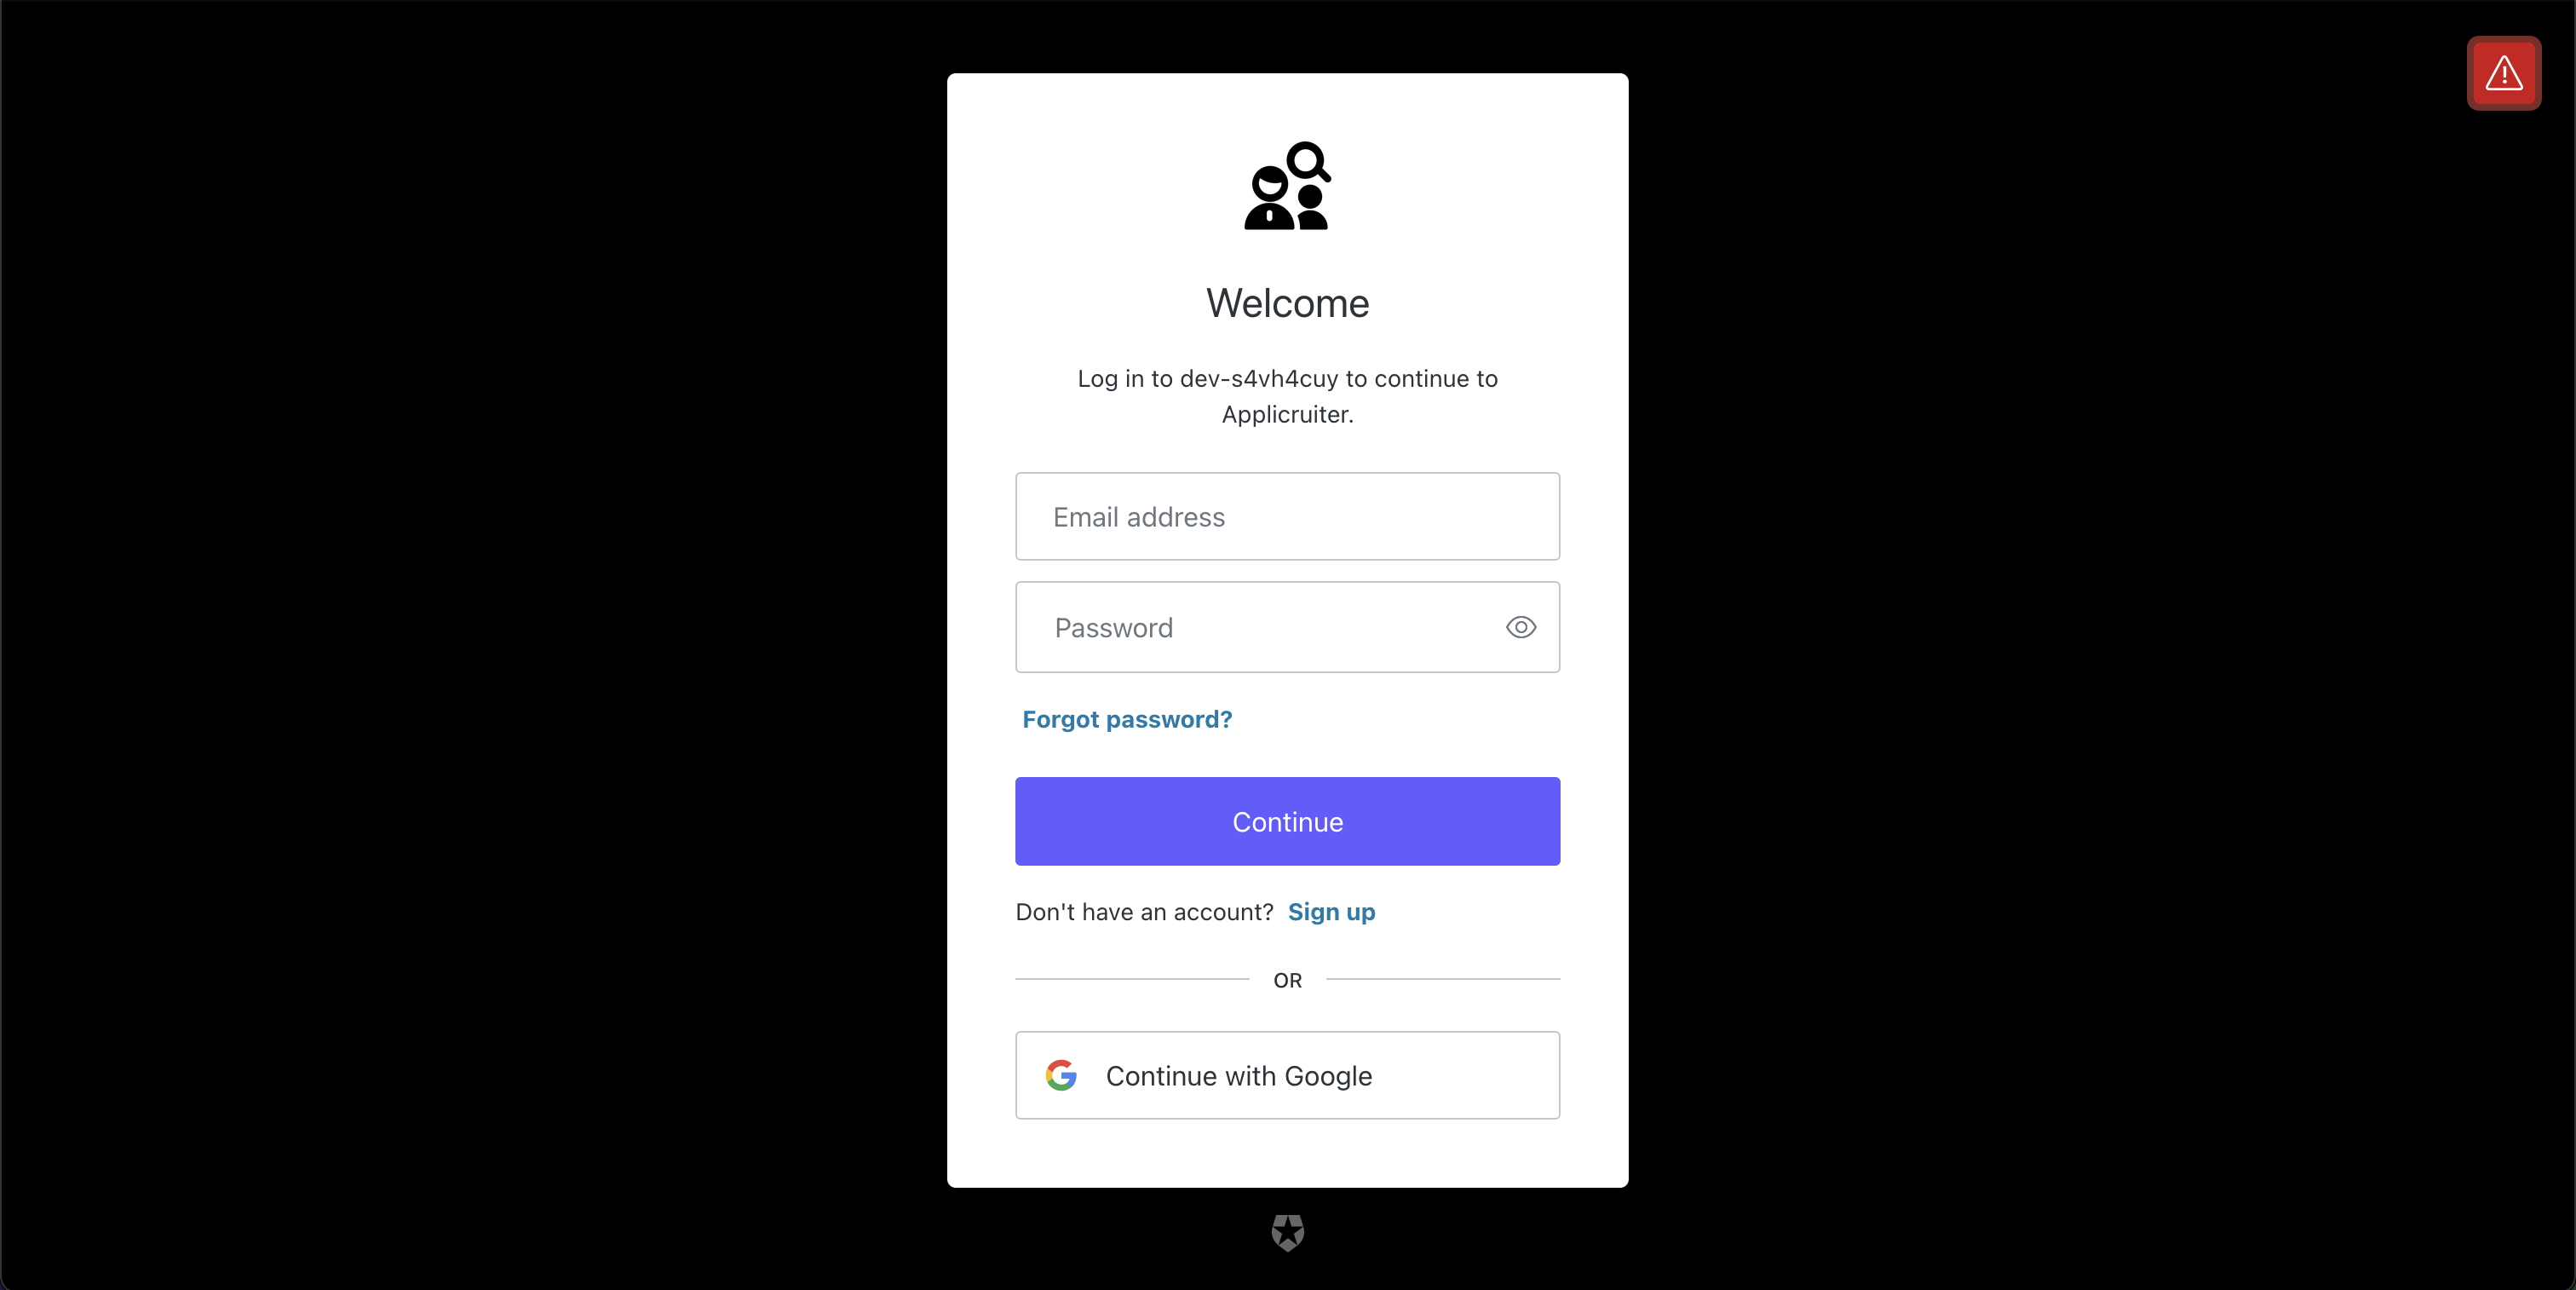 Welcome
Log in to dev-s4vh4cuy to continue to
Applicruiter.
Email address
Password
Forgot password?
Continue
Don't have an account? Sign up
OR
Continue with Google